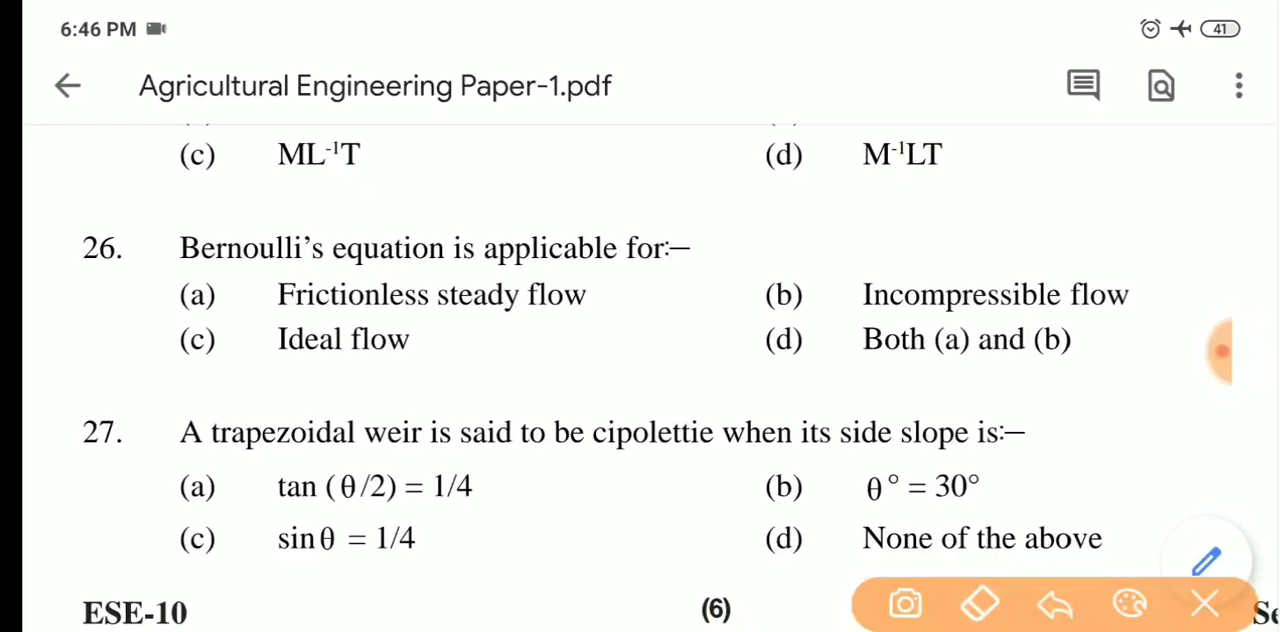 6:46 PM 41
Agricultural Engineering Paper-1.pdf
(c) ML⁻¹T (d) M⁻¹LT
26. Bernoulli’s equation is applicable for:–
(a) Frictionless steady flow (b) Incompressible flow
(c) Ideal flow (d) Both (a) and (b)
27. A trapezoidal weir is said to be cipolettie when its side slope is:–
(a) tan (θ/2) = 1/4 (b) θ° = 30°
(c) sinθ = 1/4 (d) None of the above
ESE-10 (6)